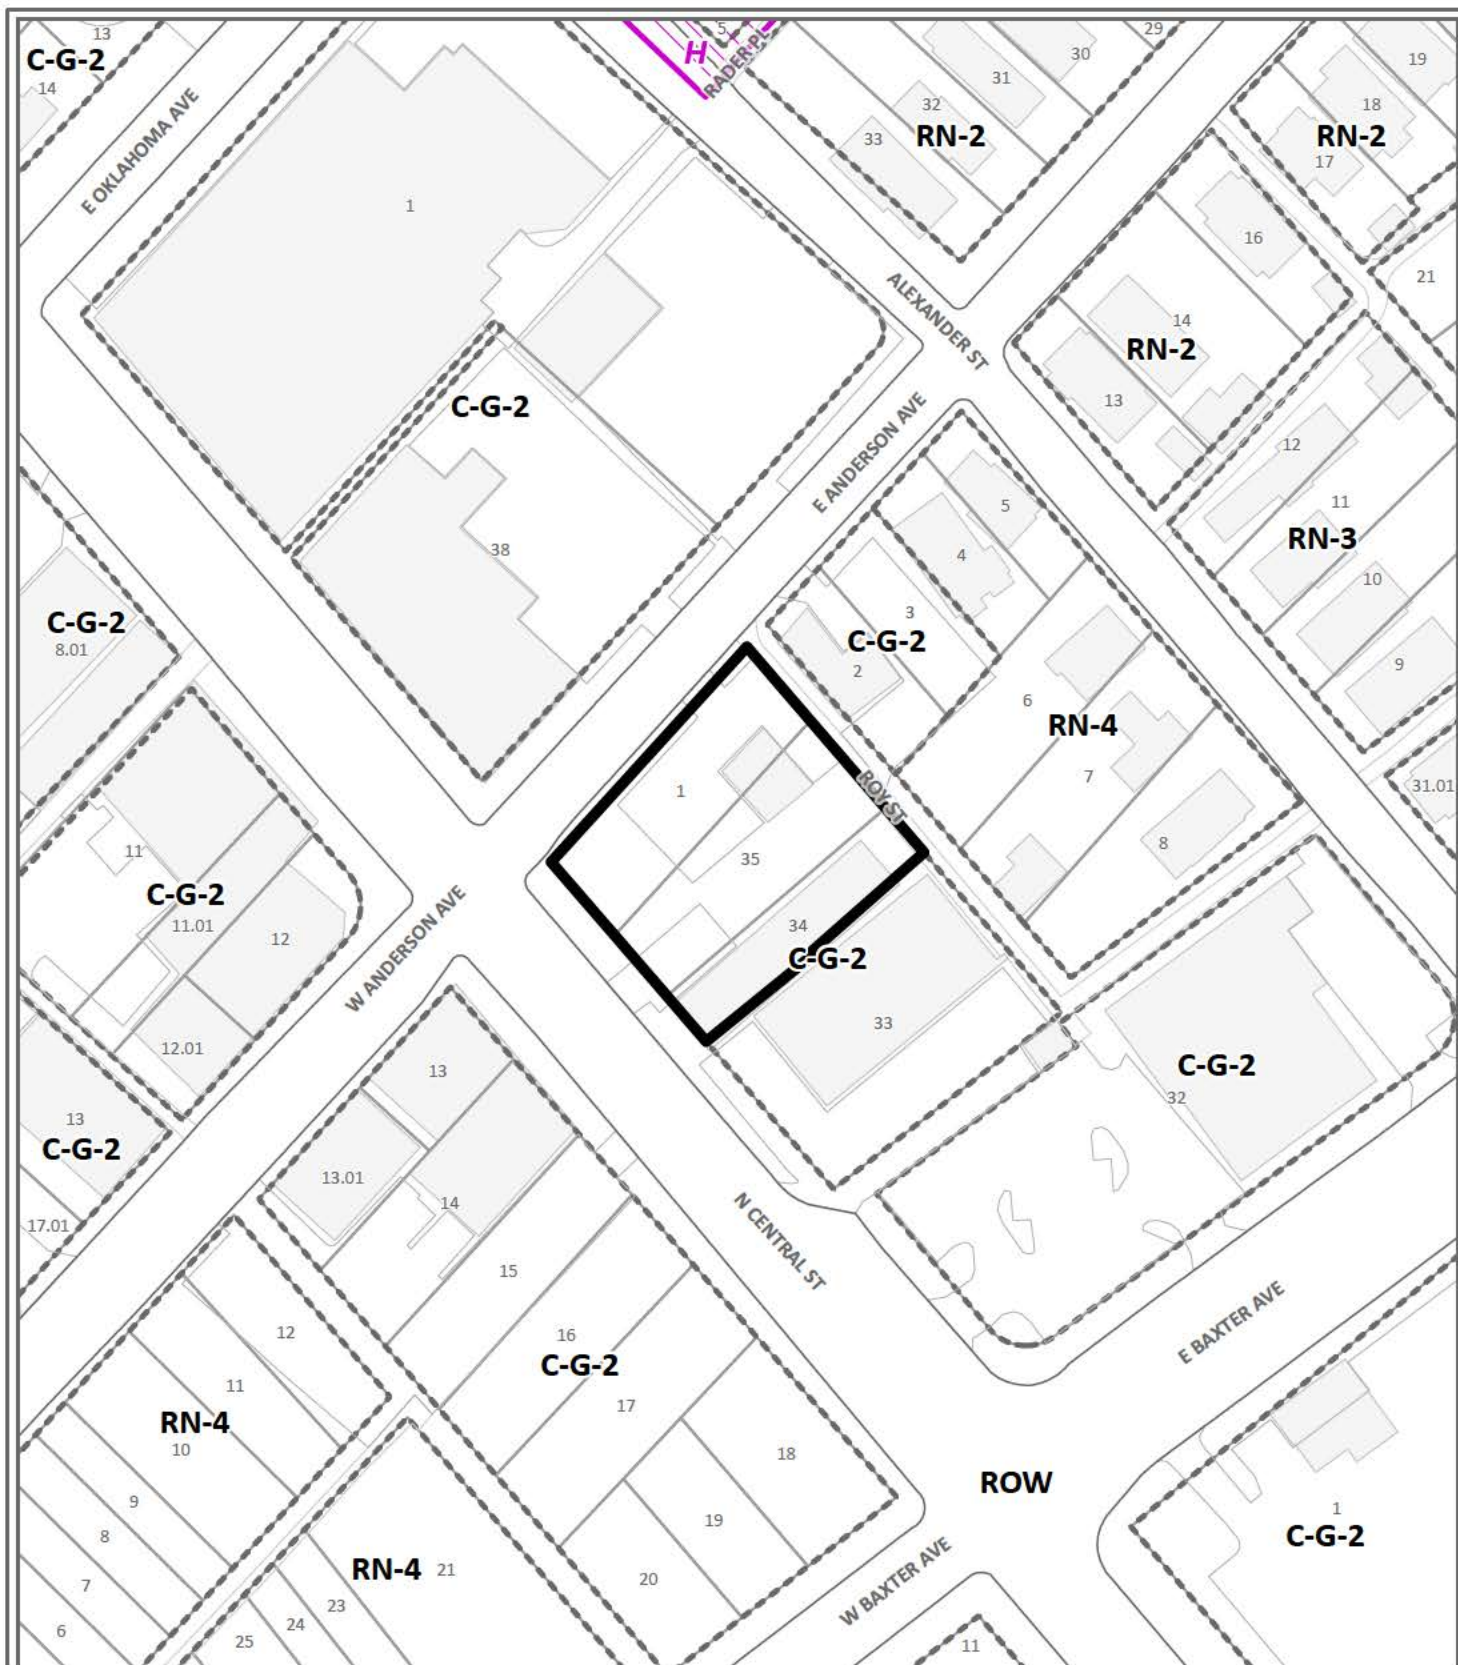 13
C-G-2
14
E OKLAHOMA AVE
1
5
H
RADER PL
29
30
31
32
RN-2
33
19
18
RN-2
17
16
21
ALEXANDER ST
14
RN-2
13
C-G-2
38
E ANDERSON AVE
5
4
3
C-G-2
2
12
11
RN-3
10
9
C-G-2
8.01
6
RN-4
7
8
31.01
ROY ST
1
35
34
C-G-2
33
11
C-G-2
11.01
12
12.01
W ANDERSON AVE
13
C-G-2
17.01
13
13.01
14
C-G-2
32
N CENTRAL ST
15
16
C-G-2
17
18
19
20
12
11
RN-4
10
9
8
7
6
E BAXTER AVE
ROW
1
C-G-2
RN-4
21
23
24
25
W BAXTER AVE
11